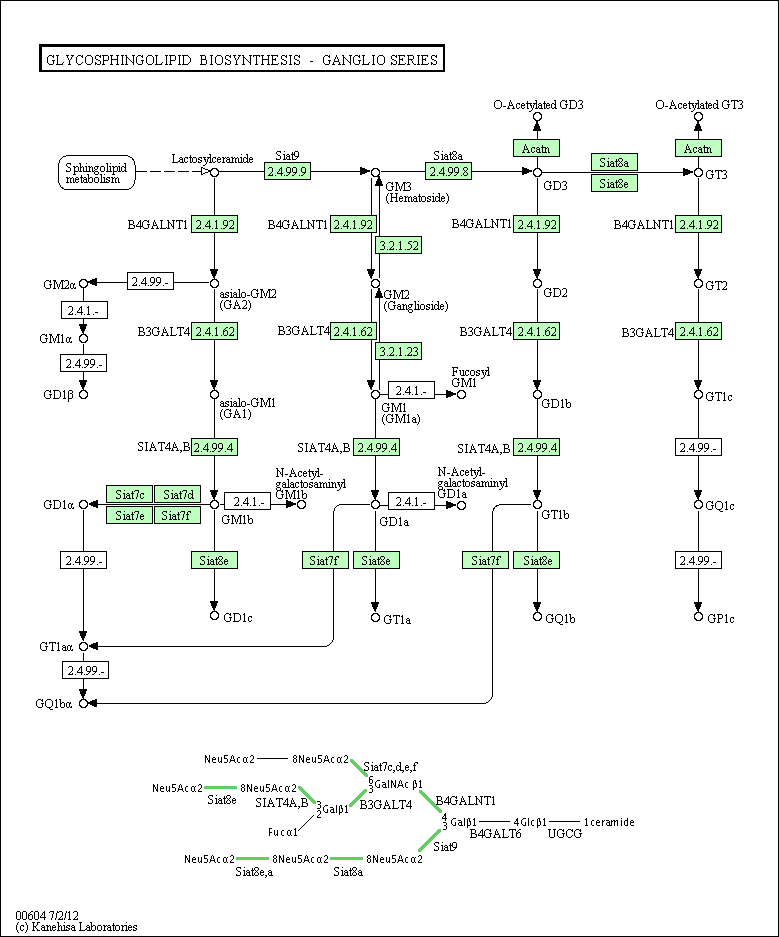 GLYCOSPHINGOLIPID BIOSYNTHESIS - GANGLIO SERIES
O-Acetylated GD3
O-Acetylated GT3
Acatn
Acatn
Sphingolipid
metabolism
Lactosylceramide
Siat9
2.4.99.9
Siat8a
2.4.99.8
Siat8a
Siat8e
GM3
(Hematoside)
GD3
GT3
B4GALNT1 2.4.1.92
B4GALNT1 2.4.1.92
B4GALNT1 2.4.1.92
B4GALNT1 2.4.1.92
3.2.1.52
GM2α
2.4.99.-
asialo-GM2
(GA2)
GM2
(Ganglioside)
GD2
GT2
2.4.1.-
GM1α
B3GALT4 2.4.1.62
B3GALT4 2.4.1.62
B3GALT4 2.4.1.62
B3GALT4 2.4.1.62
3.2.1.23
2.4.99.-
GD1β
asialo-GM1
(GA1)
GM1
(GM1a)
2.4.1.-
Fucosyl
GM1
GD1b
GT1c
SIAT4A,B 2.4.99.4
SIAT4A,B 2.4.99.4
SIAT4A,B 2.4.99.4
2.4.99.-
GD1α
Siat7c
Siat7d
Siat7e
Siat7f
GM1b
2.4.1.-
N-Acetyl-
galactosaminyl
GM1b
GD1a
2.4.1.-
N-Acetyl-
galactosaminyl
GD1a
GT1b
GQ1c
2.4.99.-
Siat8e
Siat7f
Siat8e
Siat7f
Siat8e
2.4.99.-
GD1c
GT1a
GQ1b
GP1c
GT1aα
2.4.99.-
GQ1bα
Neu5Acα2 8Neu5Acα2 Siat7c,d,e,f
6
3 GalNAc β1
Neu5Acα2 8Neu5Acα2
Siat8e SIAT4A,B
3
2 Galβ1
B3GALT4
B4GALNT1
Fucα1
4
3 Galβ1 4Glcβ1 1ceramide
B4GALT6 UGCG
Siat9
Neu5Acα2 8Neu5Acα2 8Neu5Acα2
Siat8e,a Siat8a
00604 7/2/12
(c) Kanehisa Laboratories